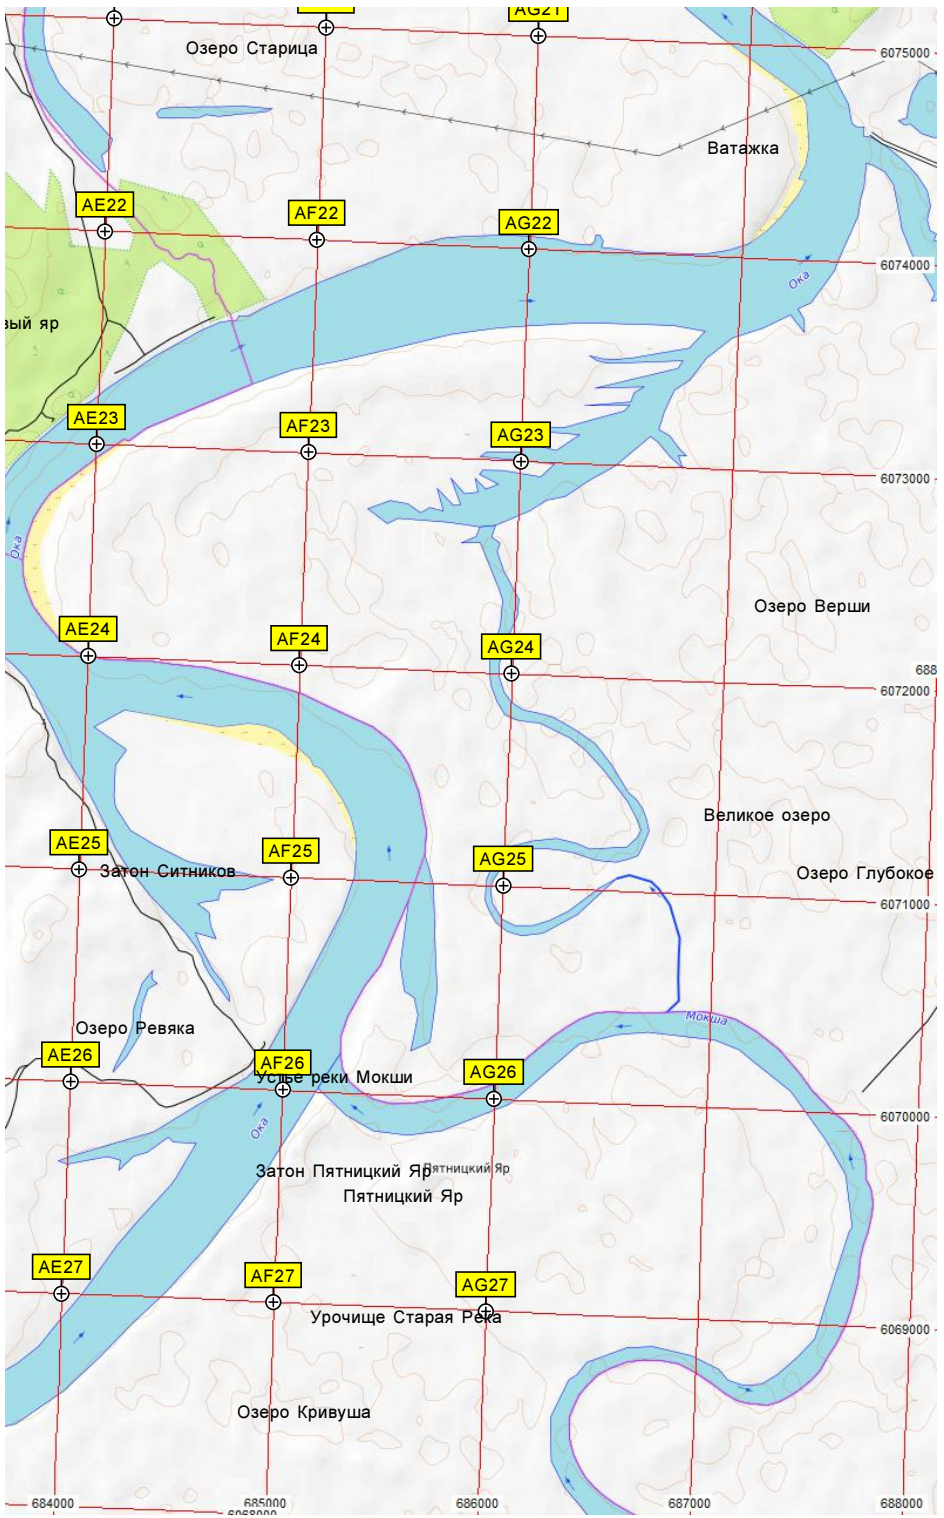 AG21
Озеро Старица
6075000
Ватажка
AE22
AF22
AG22
6074000
Ока
вый яр
AE23
AF23
AG23
6073000
Ока
Озеро Верши
AE24
AF24
AG24
688
6072000
Великое озеро
AE25
AF25
AG25
Затон Ситников
Озеро Глубокое
6071000
Мокша
Озеро Ревяка
AE26
AF26
AG26
Устье реки Мокши
6070000
Ока
Затон Пятницкий Яр
Пятницкий Яр
Пятницкий Яр
AE27
AF27
AG27
Урочище Старая Река
6069000
Озеро Кривуша
684000
685000
686000
687000
688000
6068000